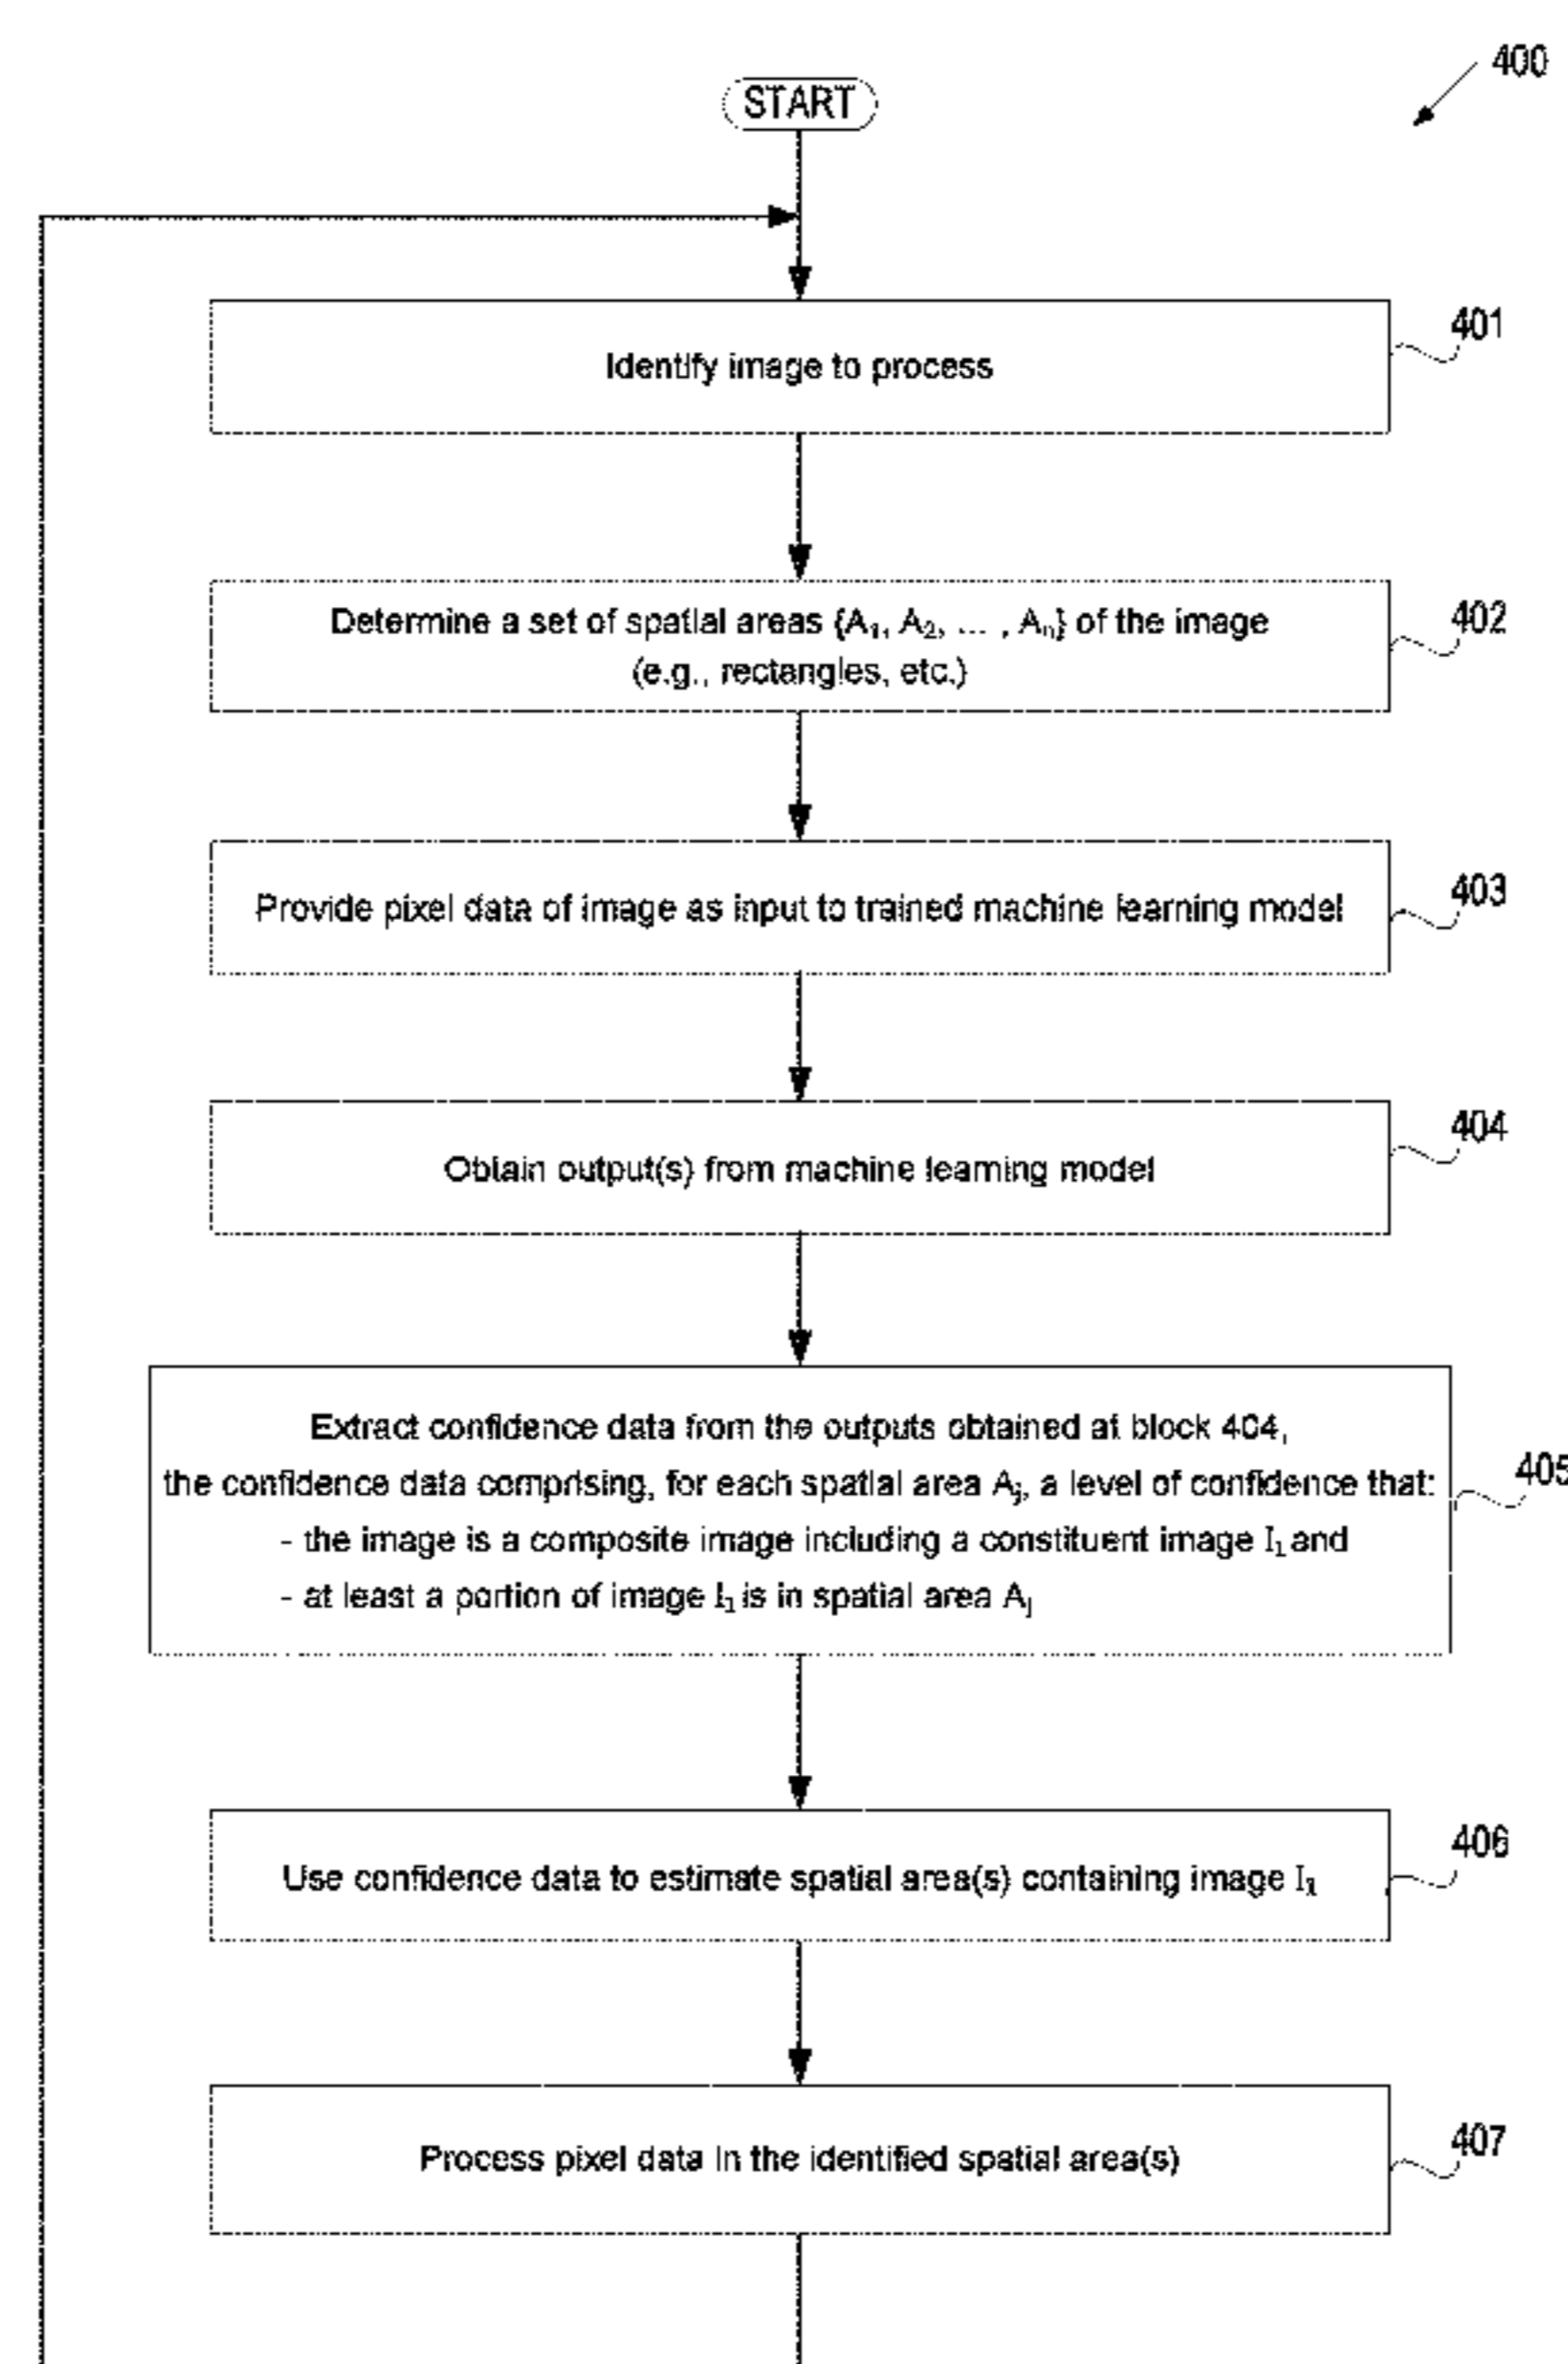 400
START
401
Identify image to process
402
Determine a set of spatial areas {A₁, A₂, ... , Aₙ} of the image
(e.g., rectangles, etc.)
403
Provide pixel data of image as input to trained machine learning model
404
Obtain output(s) from machine learning model
405
Extract confidence data from the outputs obtained at block 404,
the confidence data comprising, for each spatial area Aⱼ, a level of confidence that:
- the image is a composite image including a constituent image I₁ and
- at least a portion of image I₁ is in spatial area Aⱼ
406
Use confidence data to estimate spatial area(s) containing image I₁
407
Process pixel data in the identified spatial area(s)